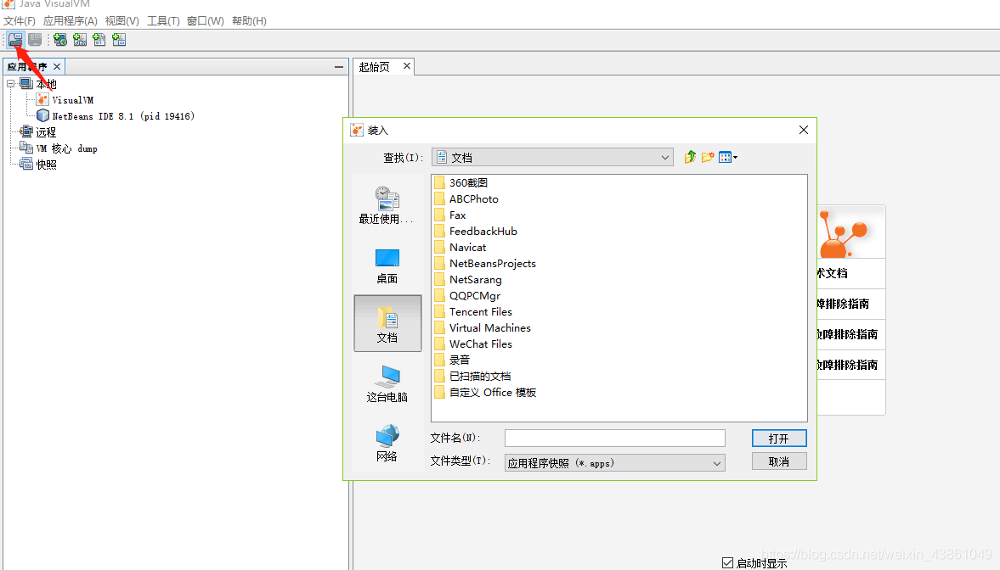 Java VisualVM
文件(F) 应用程序(A) 视图(V) 工具(T) 窗口(W) 帮助(H)
应用程序
起始页
本地
VisualVM
NetBeans IDE 8.1 (pid 19416)
远程
VM 核心 dump
快照
装入
查找(I):
文档
最近使用...
桌面
文档
这台电脑
网络
360截图
ABCPhoto
Fax
FeedbackHub
Navicat
NetBeansProjects
NetSarang
QQPCMgr
Tencent Files
Virtual Machines
WeChat Files
录音
已扫描的文档
自定义 Office 模板
文件名(N):
打开
文件类型(T):
应用程序快照 (*.apps)
取消
术文档
障排除指南
故障排除指南
故障排除指南
启动时显示
https://blog.csdn.net/weixin_43861049